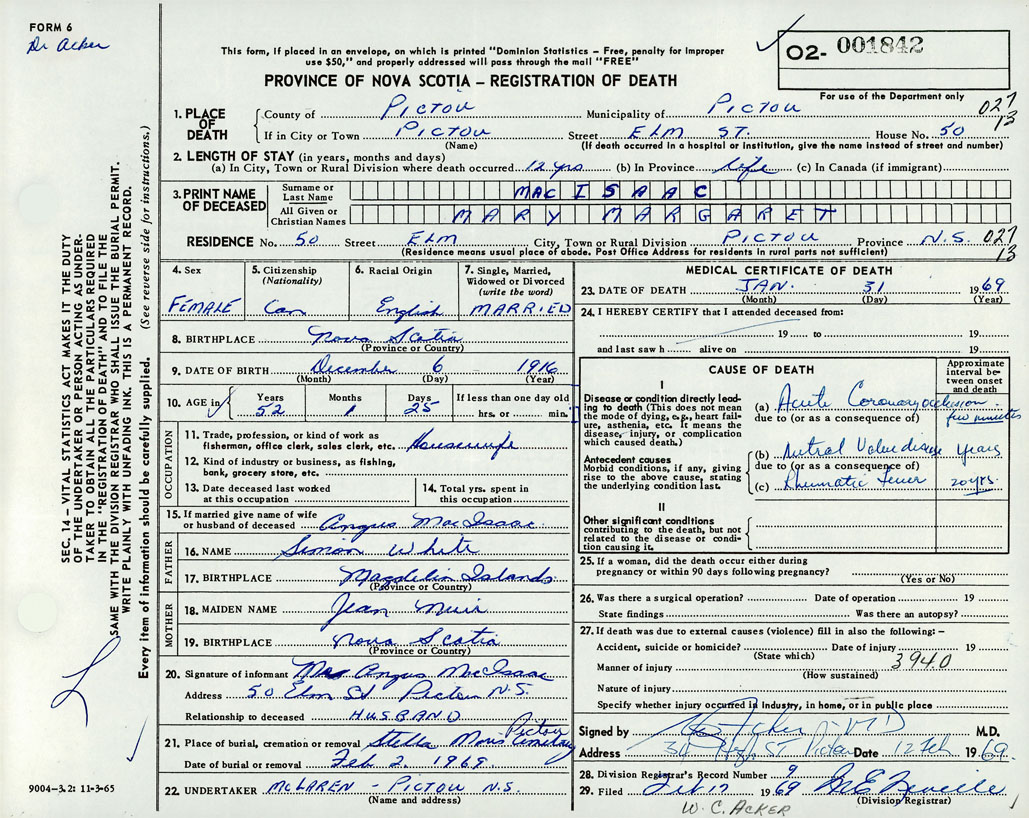 FORM 6
Dr Acker
This form, if placed in an envelope, on which is printed "Dominion Statistics – Free, penalty for improper
use $50," and properly addressed will pass through the mail "FREE"
PROVINCE OF NOVA SCOTIA – REGISTRATION OF DEATH
02- 001842
For use of the Department only
027
13
1. PLACE OF DEATH
County of PICTOU Municipality of PICTOU
If in City or Town PICTOU Street ELM ST. House No. 50
(Name) (If death occurred in a hospital or institution, give the name instead of street and number)
2. LENGTH OF STAY (in years, months and days)
(a) In City, Town or Rural Division where death occurred 12 yrs (b) In Province Life (c) In Canada (if immigrant)
3. PRINT NAME OF DECEASED
Surname or Last Name MACISAAC
All Given or Christian Names MARY MARGARET
RESIDENCE No. 50 Street ELM City, Town or Rural Division PICTOU Province N.S. 027
13
(Residence means usual place of abode. Post Office Address for residents in rural parts not sufficient)
4. Sex
FEMALE
5. Citizenship
(Nationality)
Can
6. Racial Origin
English
7. Single, Married,
Widowed or Divorced
(write the word)
MARRIED
8. BIRTHPLACE Nova Scotia
(Province or Country)
9. DATE OF BIRTH December 6 1916
(Month) (Day) (Year)
10. AGE in
Years Months Days If less than one day old
52 1 25 hrs. or min.
OCCUPATION
11. Trade, profession, or kind of work as
fisherman, office clerk, sales clerk, etc. Housewife
12. Kind of industry or business, as fishing,
bank, grocery store, etc.
13. Date deceased last worked
at this occupation
14. Total yrs. spent in
this occupation
15. If married give name of wife
or husband of deceased Angus MacIsaac
FATHER
16. NAME Simon White
17. BIRTHPLACE Magdelin Islands
(Province or Country)
MOTHER
18. MAIDEN NAME Jean Muir
19. BIRTHPLACE Nova Scotia
(Province or Country)
20. Signature of informant Angus MacIsaac
Address 50 Elm St Pictou N.S.
Relationship to deceased HUSBAND
Pictou
21. Place of burial, cremation or removal Stella Maris Cemetery
Date of burial or removal Feb 2. 1969
22. UNDERTAKER McLAREN - PICTOU N.S.
(Name and address)
MEDICAL CERTIFICATE OF DEATH
23. DATE OF DEATH JAN. 31 1969
(Month) (Day) (Year)
24. I HEREBY CERTIFY that I attended deceased from:
19 to 19
and last saw h alive on 19
CAUSE OF DEATH
Approximate
interval be-
tween onset
and death
I
Disease or condition directly lead-
ing to death (This does not mean
the mode of dying, e.g., heart fail-
ure, asthenia, etc. It means the
disease, injury, or complication
which caused death.)
(a) Acute Coronary occlusion few minutes
due to (or as a consequence of)
Antecedent causes
Morbid conditions, if any, giving
rise to the above cause, stating
the underlying condition last.
(b) Mitral Valve disease years
due to (or as a consequence of)
(c) Rheumatic Fever 20 yrs.
II
Other significant conditions
contributing to the death, but not
related to the disease or condi-
tion causing it.
25. If a woman, did the death occur either during
pregnancy or within 90 days following pregnancy?
(Yes or No)
26. Was there a surgical operation? Date of operation 19
State findings Was there an autopsy?
27. If death was due to external causes (violence) fill in also the following: –
Accident, suicide or homicide? Date of injury 19
(State which)
3940
Manner of injury
(How sustained)
Nature of injury
Specify whether injury occurred in industry, in home, or in public place
Signed by Acker MD M.D.
Address ST Pictou Date 12 Feb 1969
28. Division Registrar's Record Number 9
29. Filed Feb 12 1969
(Division Registrar)
W. C. ACKER
SEC. 14 – VITAL STATISTICS ACT MAKES IT THE DUTY
OF THE UNDERTAKER OR PERSON ACTING AS UNDER-
TAKER TO OBTAIN ALL THE PARTICULARS REQUIRED
IN THE "REGISTRATION OF DEATH" AND TO FILE THE
SAME WITH THE DIVISION REGISTRAR WHO SHALL ISSUE THE BURIAL PERMIT.
WRITE PLAINLY WITH UNFADING INK. THIS IS A PERMANENT RECORD.
Every item of information should be carefully supplied. (See reverse side for instructions.)
9004-3.2: 11-3-65